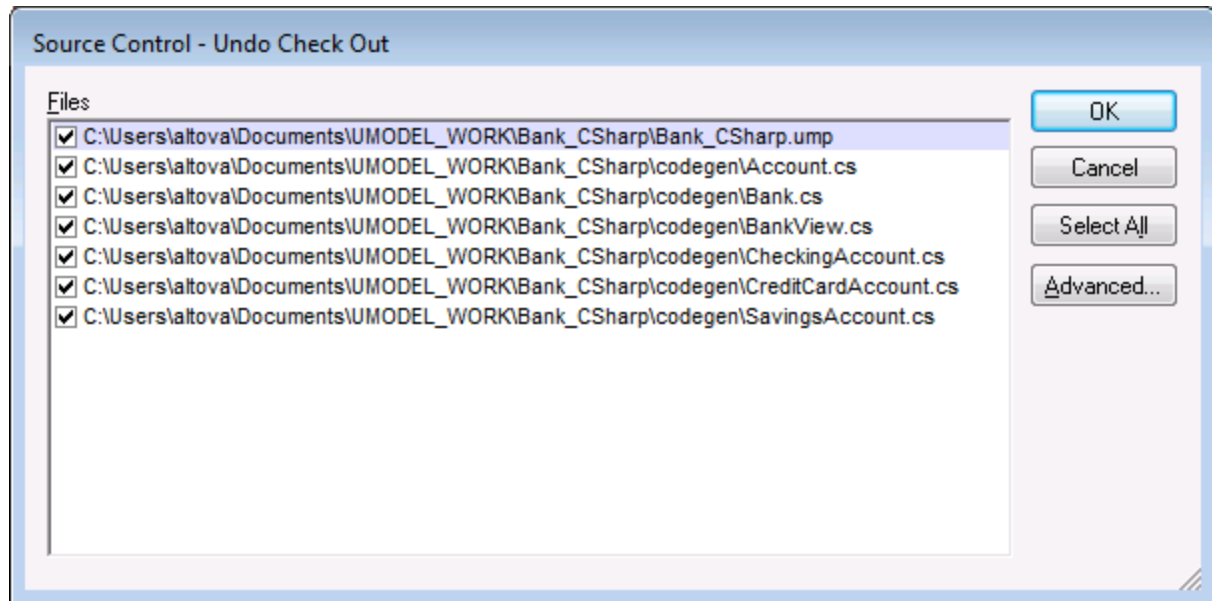 Source Control - Undo Check Out
Files
C:\Users\altova\Documents\UMODEL_WORK\Bank_CSharp\Bank_CSharp.ump
C:\Users\altova\Documents\UMODEL_WORK\Bank_CSharp\codegen\Account.cs
C:\Users\altova\Documents\UMODEL_WORK\Bank_CSharp\codegen\Bank.cs
C:\Users\altova\Documents\UMODEL_WORK\Bank_CSharp\codegen\BankView.cs
C:\Users\altova\Documents\UMODEL_WORK\Bank_CSharp\codegen\CheckingAccount.cs
C:\Users\altova\Documents\UMODEL_WORK\Bank_CSharp\codegen\CreditCardAccount.cs
C:\Users\altova\Documents\UMODEL_WORK\Bank_CSharp\codegen\SavingsAccount.cs
OK
Cancel
Select All
Advanced...